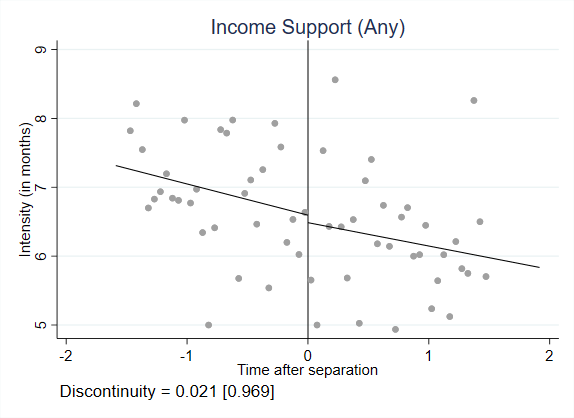 Income Support (Any)
Intensity (in months)
9
8
7
6
5
-2 -1 0 1 2
Time after separation
Discontinuity = 0.021 [0.969]